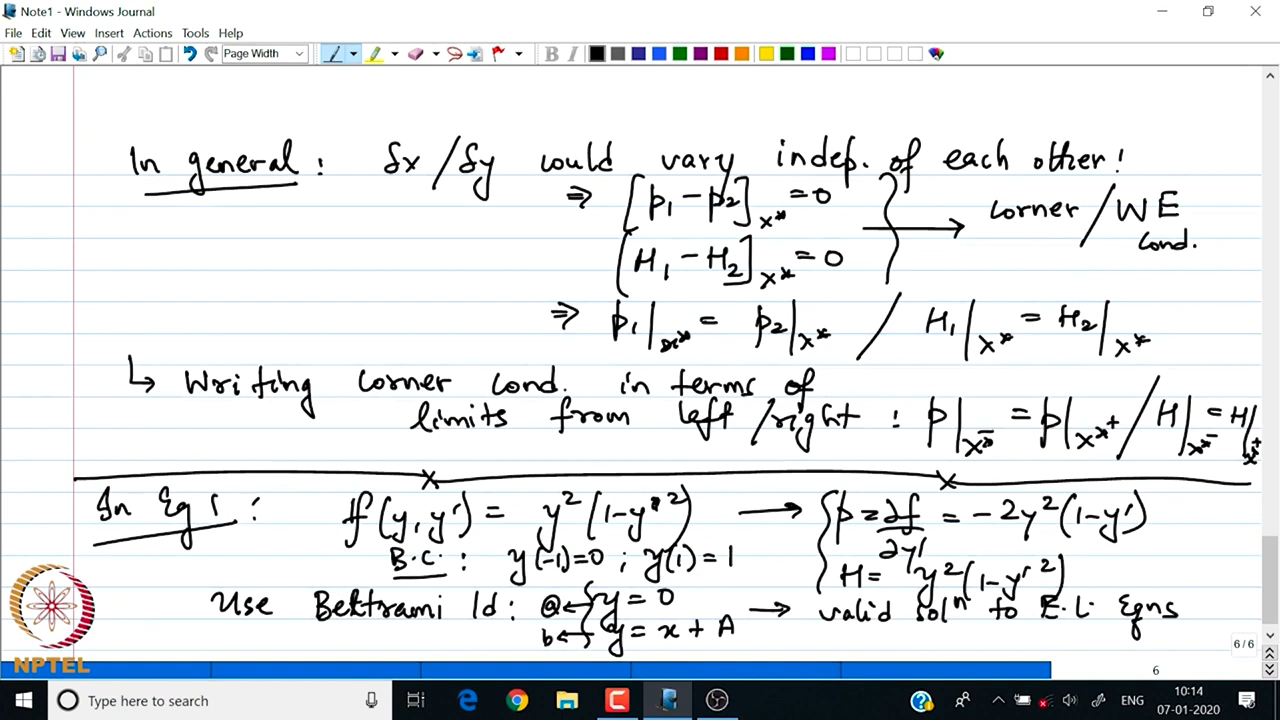 Note1 - Windows Journal
File Edit View Insert Actions Tools Help
Page Width
B I
In general : δx / δy could vary indep. of each other!
⇒ [p₁ - p₂]ₓ* = 0
corner / WE cond.
[H₁ - H₂]ₓ* = 0
⇒ p₁|ₓ* = p₂|ₓ* / H₁|ₓ* = H₂|ₓ*
↳ Writing corner cond. in terms of
limits from left/right : p|ₓ*⁻ = p|ₓ*⁺ / H|ₓ*⁻ = H|ₓ*⁺
In Eg 1 : f(y, y') = y²(1-y'²) → { p = ∂f/∂y' = -2y²(1-y')
B.C. : y(-1)=0 ; y(1)=1
H = y²(1-y'²)
Use Beltrami Id: ⓐ← { y = 0 → valid solⁿ to E.L. Eqns
b← y = x + A
NPTEL
6/6
6
Type here to search
ENG
10:14
07-01-2020